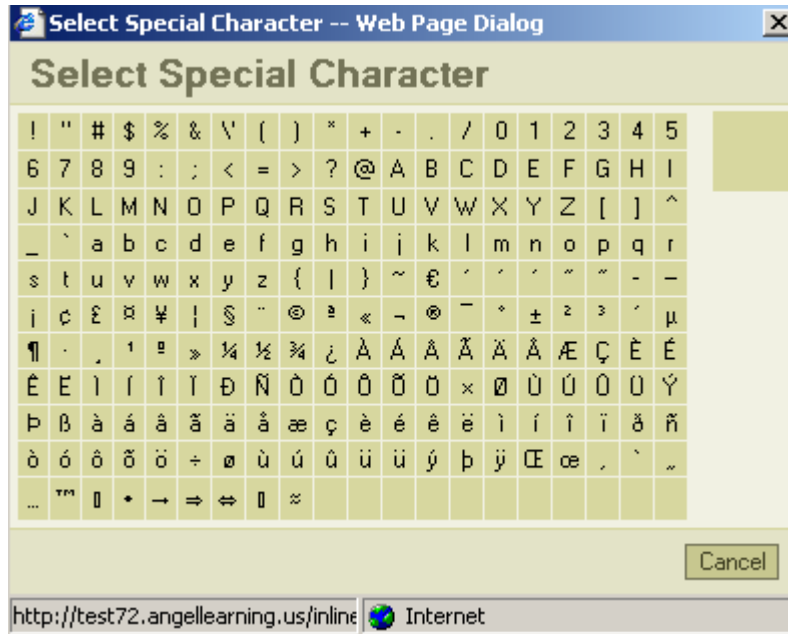 Select Special Character -- Web Page Dialog
Select Special Character
! " # $ % & \' ( ) * + - . / 0 1 2 3 4 5
6 7 8 9 : ; < = > ? @ A B C D E F G H I
J K L M N O P Q R S T U V W X Y Z [ ] ^
_ ` a b c d e f g h i j k l m n o p q r
s t u v w x y z { | } ~ € ‘ ’ ’ “ ” - —
¡ ¢ £ ¤ ¥ ¦ § ¨ © ª « ¬ ® ¯ ° ± ² ³ ´ µ
¶ · ¸ ¹ º » ¼ ½ ¾ ¿ À Á Â Ã Ä Å Æ Ç È É
Ê Ë Ì Í Î Ï Ð Ñ Ò Ó Ô Õ Ö × Ø Ù Ú Û Ü Ý
Þ ß à á â ã ä å æ ç è é ê ë ì í î ï ð ñ
ò ó ô õ ö ÷ ø ù ú û ü ü ý þ ÿ Œ œ ‚ ‛ „
… ™ ▯ • → ⇒ ⇔ ▯ ≈
Cancel
http://test72.angellearning.us/inline
Internet